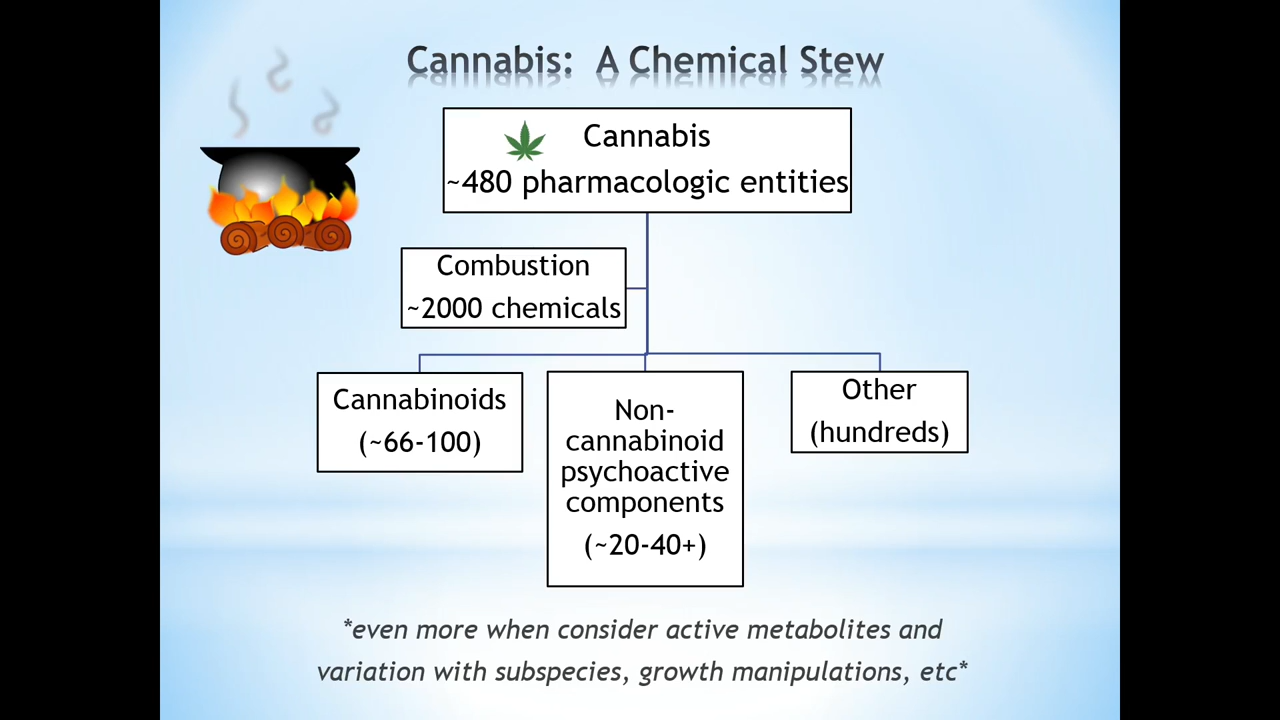 Cannabis: A Chemical Stew
Cannabis
~480 pharmacologic entities
Combustion
~2000 chemicals
Cannabinoids
(~66-100)
Non-
cannabinoid
psychoactive
components
(~20-40+)
Other
(hundreds)
*even more when consider active metabolites and
variation with subspecies, growth manipulations, etc*